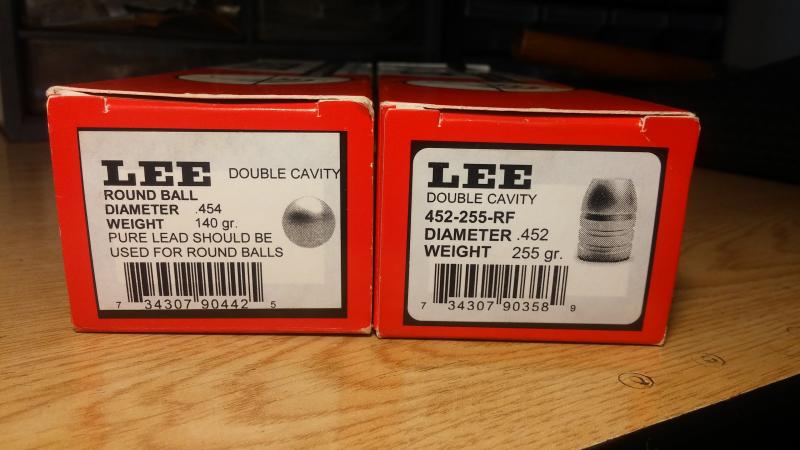 LEE DOUBLE CAVITY
ROUND BALL
DIAMETER .454
WEIGHT 140 gr.
PURE LEAD SHOULD BE
USED FOR ROUND BALLS
7 34307 90442 5
LEE
DOUBLE CAVITY
452-255-RF
DIAMETER .452
WEIGHT 255 gr.
7 34307 90358 9